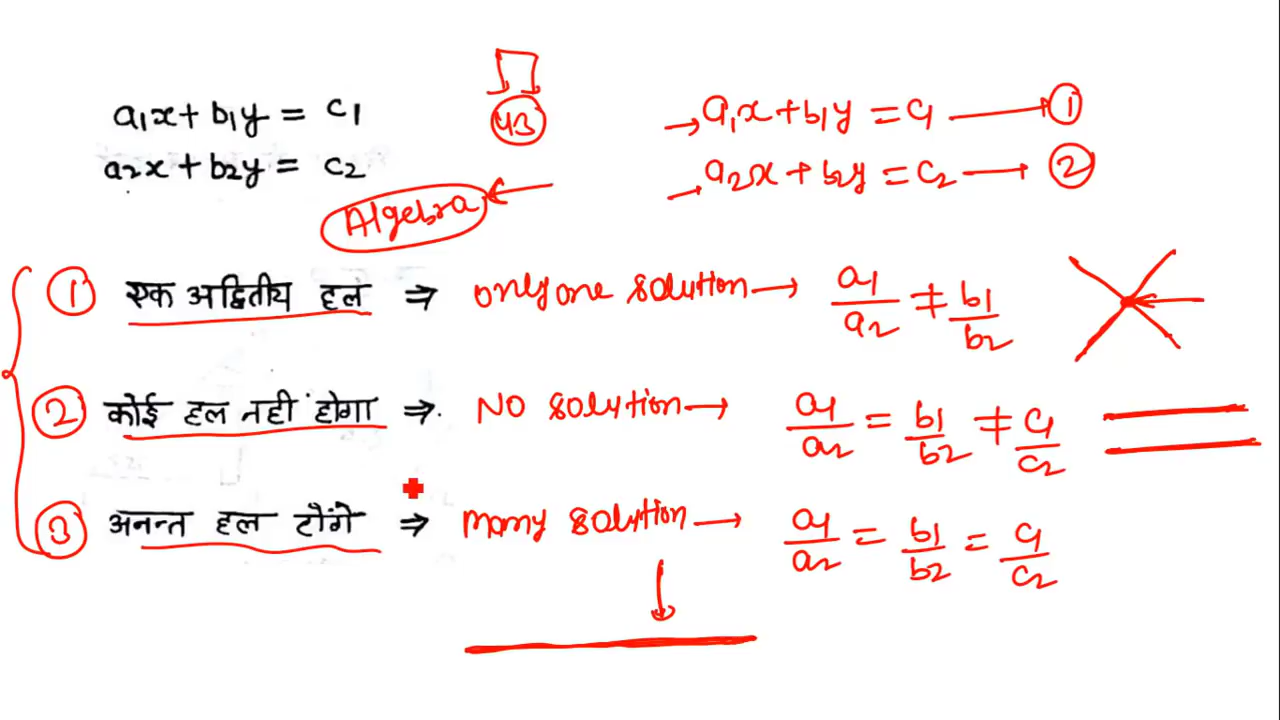 a1x + b1y = c1
a2x + b2y = c2
43
Algebra
a1x + b1y = c1 ①
a2x + b2y = c2 ②
① एक अद्वितीय हल ⇒ only one solution → a1/a2 ≠ b1/b2
② कोई हल नही होगा ⇒ No solution → a1/a2 = b1/b2 ≠ c1/c2
③ अनन्त हल होंगे ⇒ many solution → a1/a2 = b1/b2 = c1/c2